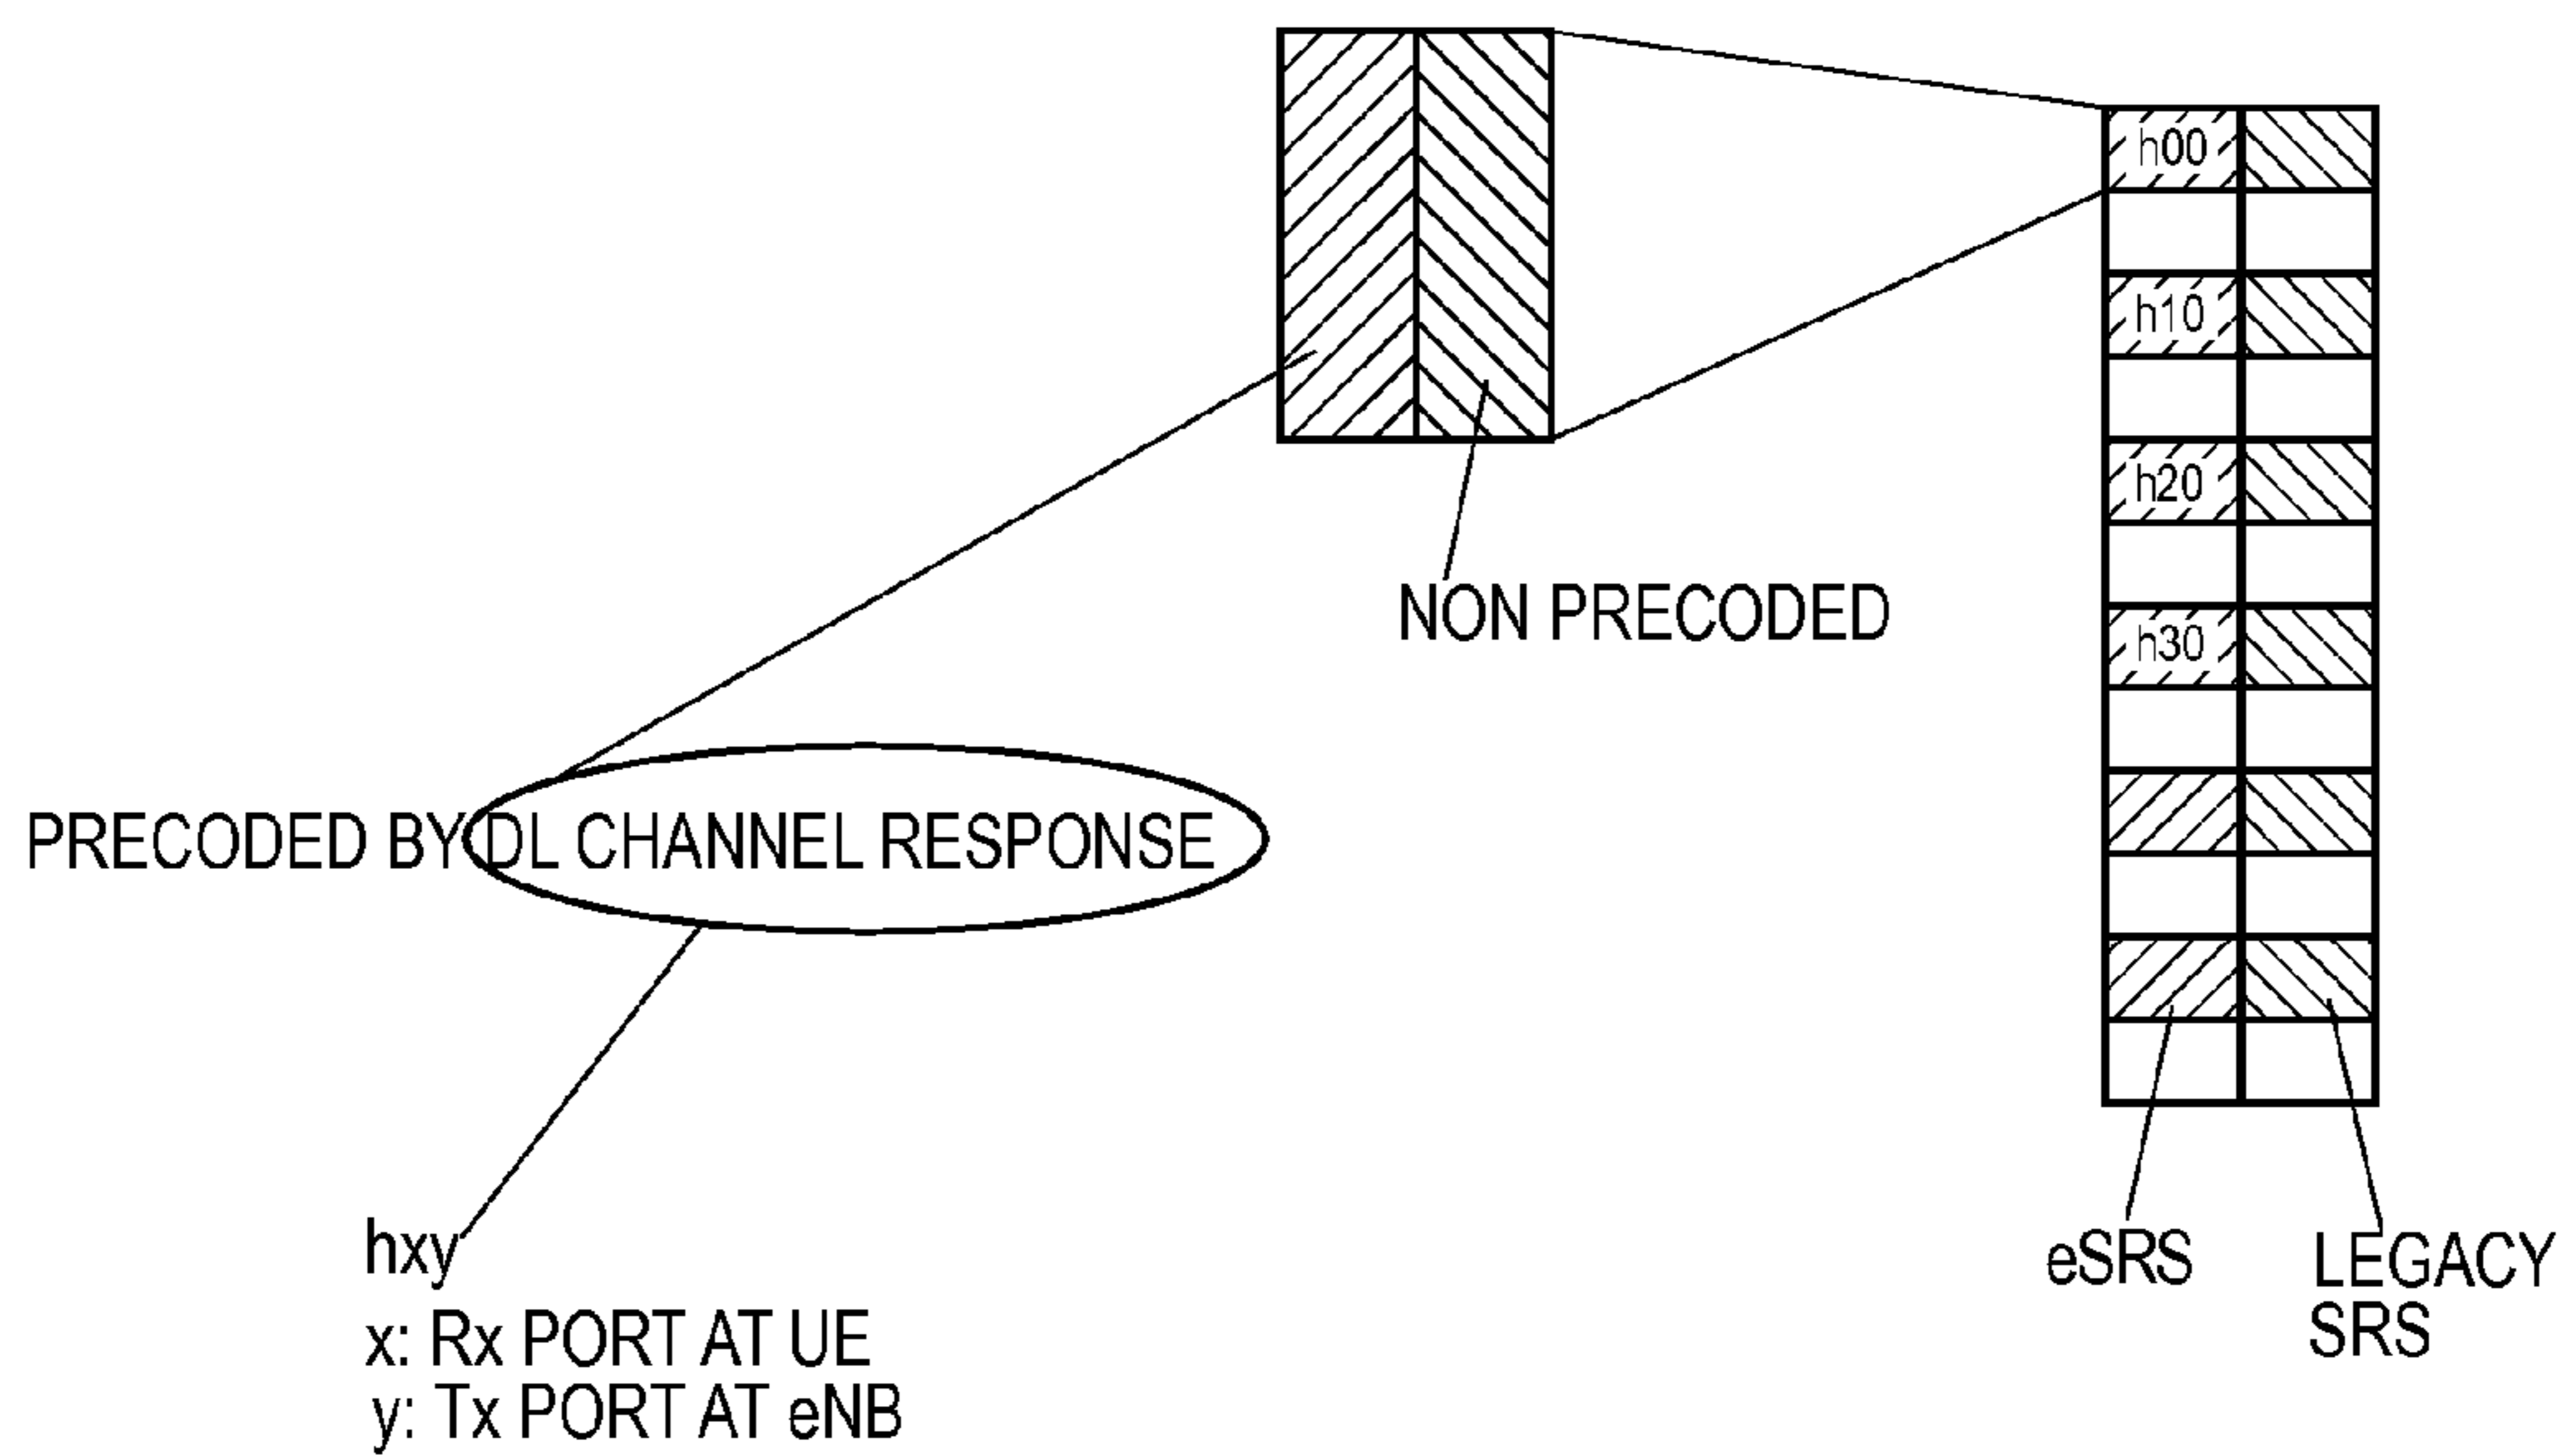 h00
h10
h20
h30
NON PRECODED
PRECODED BY DL CHANNEL RESPONSE
hxy
x: Rx PORT AT UE
y: Tx PORT AT eNB
eSRS
LEGACY
SRS